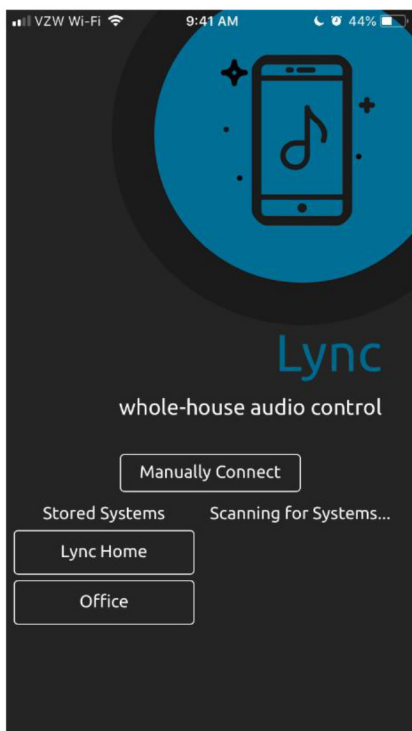 VZW Wi-Fi 9:41 AM 44%
Lync
whole-house audio control
Manually Connect
Stored Systems Scanning for Systems...
Lync Home
Office